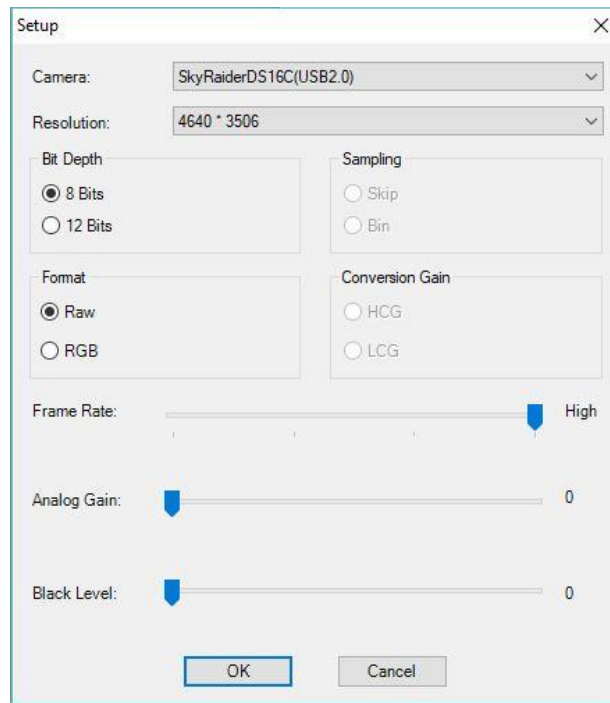 Setup
Camera: SkyRaiderDS16C(USB2.0)
Resolution: 4640 * 3506
Bit Depth
8 Bits
12 Bits
Sampling
Skip
Bin
Format
Raw
RGB
Conversion Gain
HCG
LCG
Frame Rate: High
Analog Gain: 0
Black Level: 0
OK Cancel